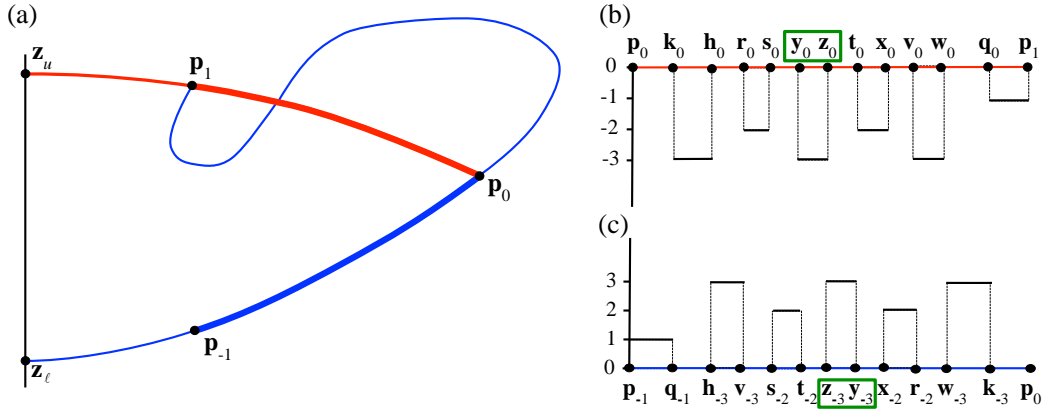 (a)
z_u
p_1
p_0
p_-1
z_ℓ
(b)
p_0 k_0 h_0 r_0 s_0 y_0 z_0 t_0 x_0 v_0 w_0 q_0 p_1
0
-1
-2
-3
(c)
3
2
1
0
p_-1 q_-1 h_-3 v_-3 s_-2 t_-2 z_-3 y_-3 x_-2 r_-2 w_-3 k_-3 p_0